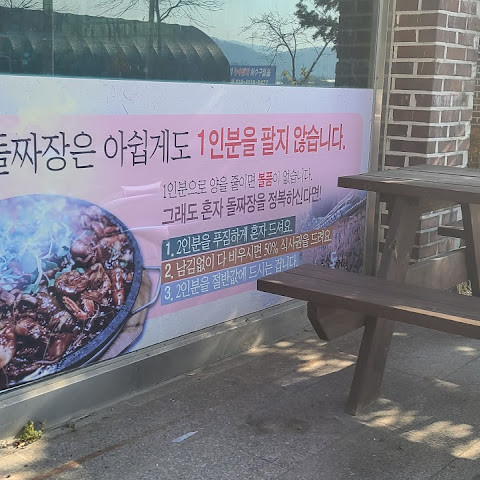 돌짜장은 아쉽게도 1인분을 팔지 않습니다.
1인분으로 양을 줄이면 볼품이 없습니다.
그래도 혼자 돌짜장을 정복하신다면!
1. 2인분을 푸짐하게 혼자 드셔요.
2. 남김없이 다 비우시면 50% 식사권을 드려요.
3. 2인분을 절반값에 드시는 겁니다.